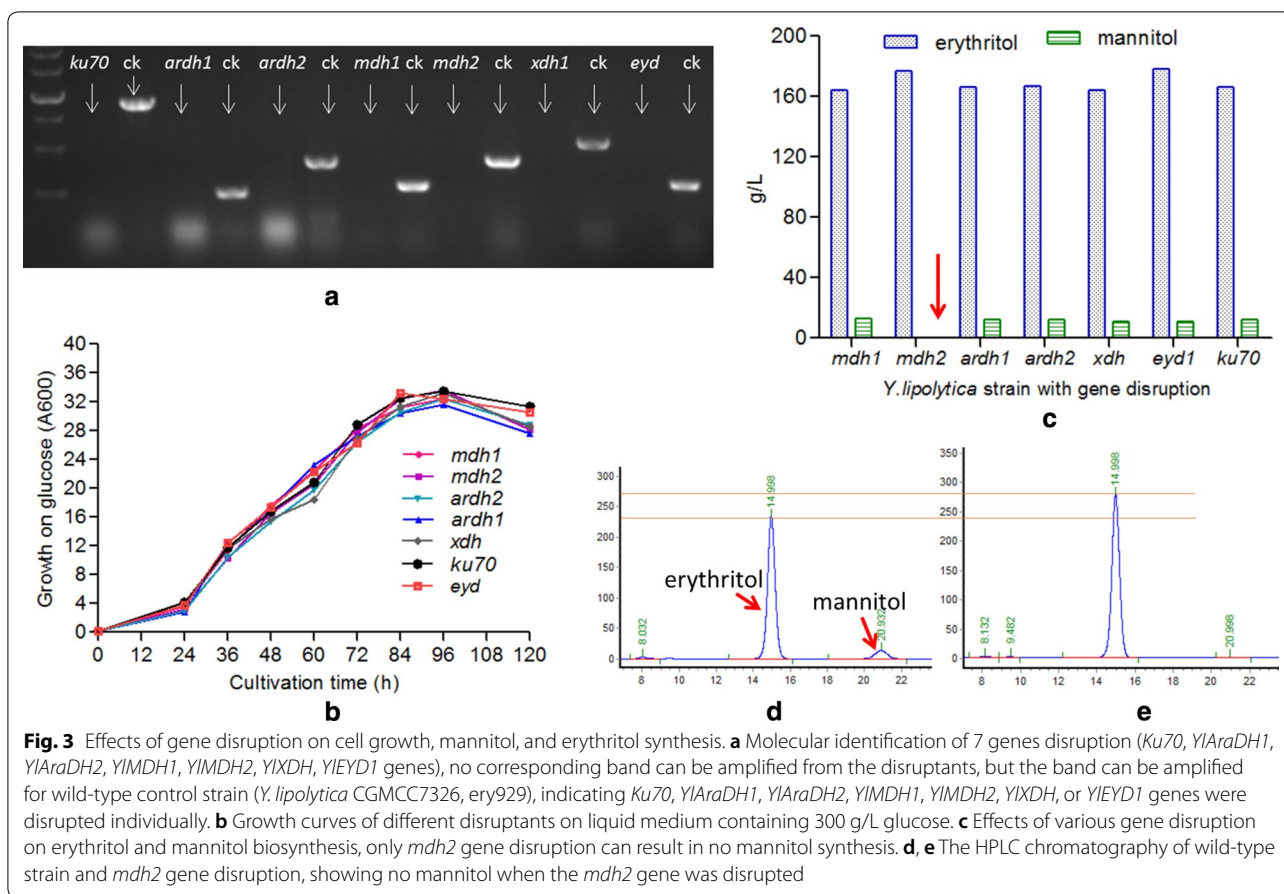 ku70 ck ardh1 ck ardh2 ck mdh1 ck mdh2 ck xdh1 ck eyd ck
a
erythritol mannitol
200
160
120
80
40
0
g/L
mdh1 mdh2 ardh1 ardh2 xdh eyd1 ku70
Y.lipolytica strain with gene disruption
c
40
36
32
28
24
20
16
12
8
4
0
Growth on glucose (A600)
mdh1
mdh2
ardh2
ardh1
xdh
ku70
eyd
0 12 24 36 48 60 72 84 96 108 120
Cultivation time (h)
b
300
250
200
150
100
50
0
14.998
erythritol
mannitol
8.032
20.932
8 10 12 14 16 18 20 22
d
350
300
250
200
150
100
50
0
14.998
8.132
9.482
20.998
8 10 12 14 16 18 20 22
e
Fig. 3 Effects of gene disruption on cell growth, mannitol, and erythritol synthesis. a Molecular identification of 7 genes disruption (Ku70, YlAraDH1,
YlAraDH2, YlMDH1, YlMDH2, YlXDH, YlEYD1 genes), no corresponding band can be amplified from the disruptants, but the band can be amplified
for wild-type control strain (Y. lipolytica CGMCC7326, ery929), indicating Ku70, YlAraDH1, YlAraDH2, YlMDH1, YlMDH2, YlXDH, or YlEYD1 genes were
disrupted individually. b Growth curves of different disruptants on liquid medium containing 300 g/L glucose. c Effects of various gene disruption
on erythritol and mannitol biosynthesis, only mdh2 gene disruption can result in no mannitol synthesis. d, e The HPLC chromatography of wild-type
strain and mdh2 gene disruption, showing no mannitol when the mdh2 gene was disrupted